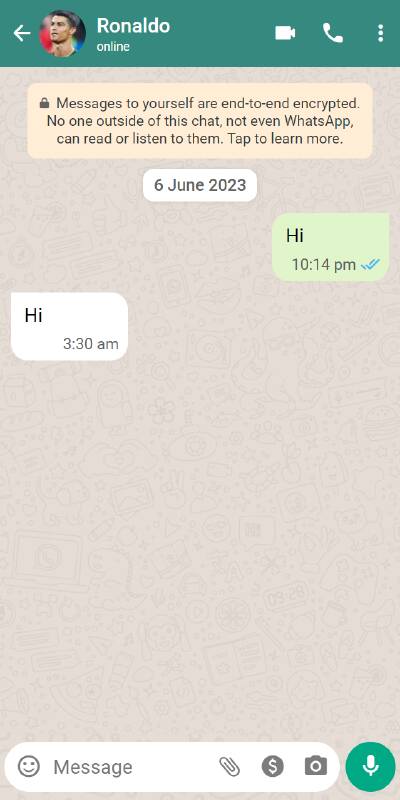 Ronaldo
online
Messages to yourself are end-to-end encrypted.
No one outside of this chat, not even WhatsApp,
can read or listen to them. Tap to learn more.
6 June 2023
Hi
10:14 pm
Hi
3:30 am
Message